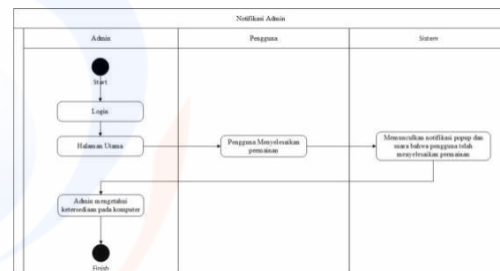 Notifikasi Admin
Admin
Pengguna
Sistem
Start
Login
Halaman Utama
Pengguna Menyelesaikan
permainan
Memunculkan notifikasi popup dan
suara bahwa pengguna telah
menyelesaikan permainan
Admin mengetahui
ketersediaan pada komputer
Finish